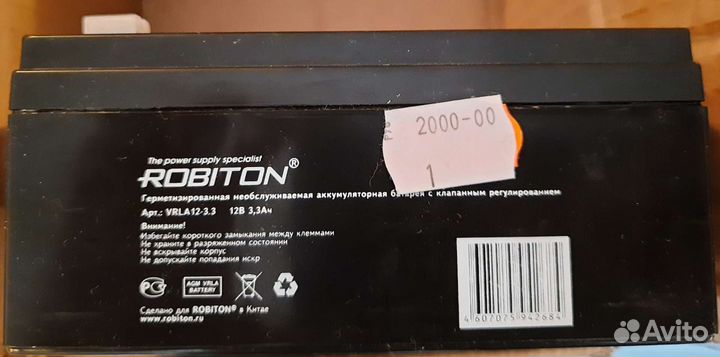 РУБ
2000-00
1
The power supply specialist
ROBITON®
Герметизированная необслуживаемая аккумуляторная батарея с клапанным регулированием
Арт.: VRLA12-3.3 12В 3,3Ач
Внимание!
Избегайте короткого замыкания между клеммами
Не храните в разряженном состоянии
Не вскрывайте корпус
Не допускайте попадания искр
AGM VRLA
BATTERY
Сделано для ROBITON® в Китае
www.robiton.ru
4607075942684
Avito